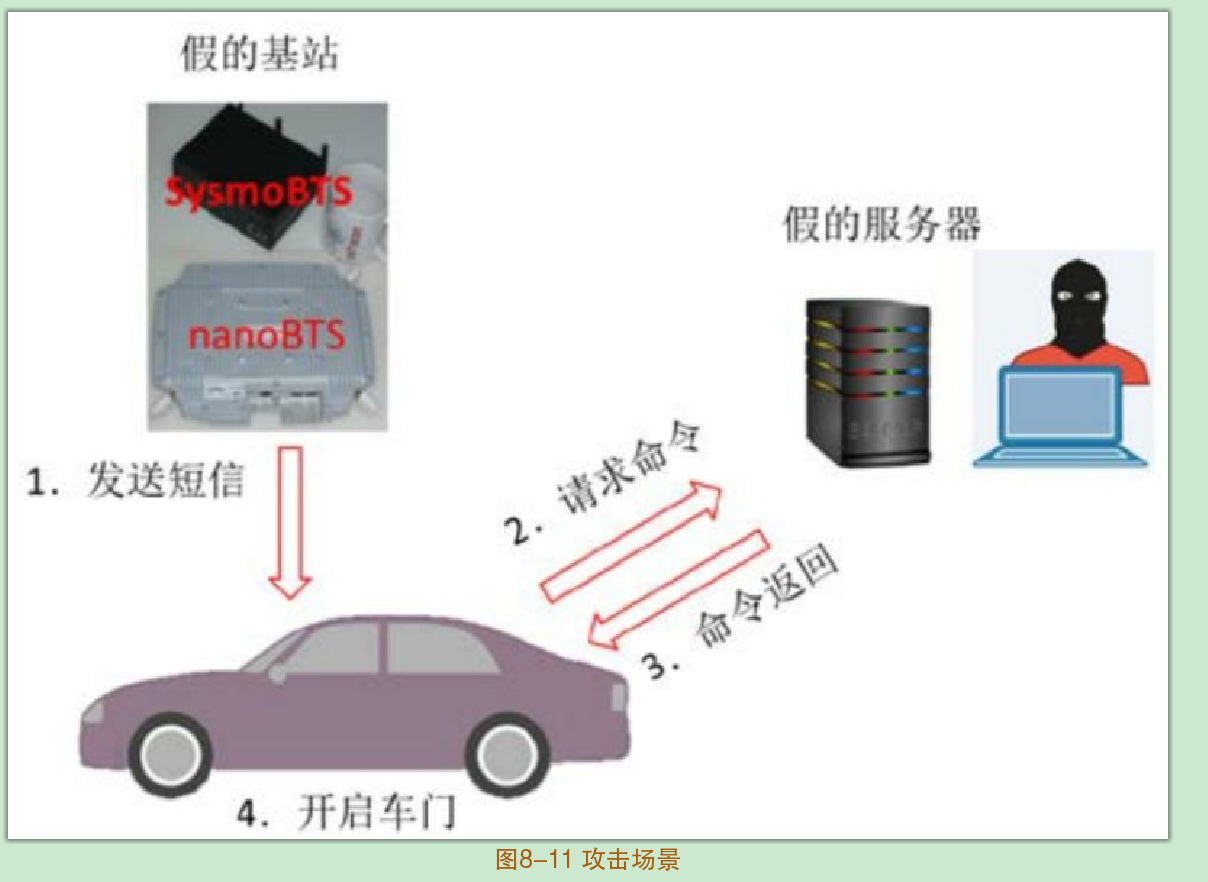 假的基站
SysmoBTS
nanoBTS
假的服务器
1. 发送短信
2. 请求命令
3. 命令返回
4. 开启车门
图8-11 攻击场景